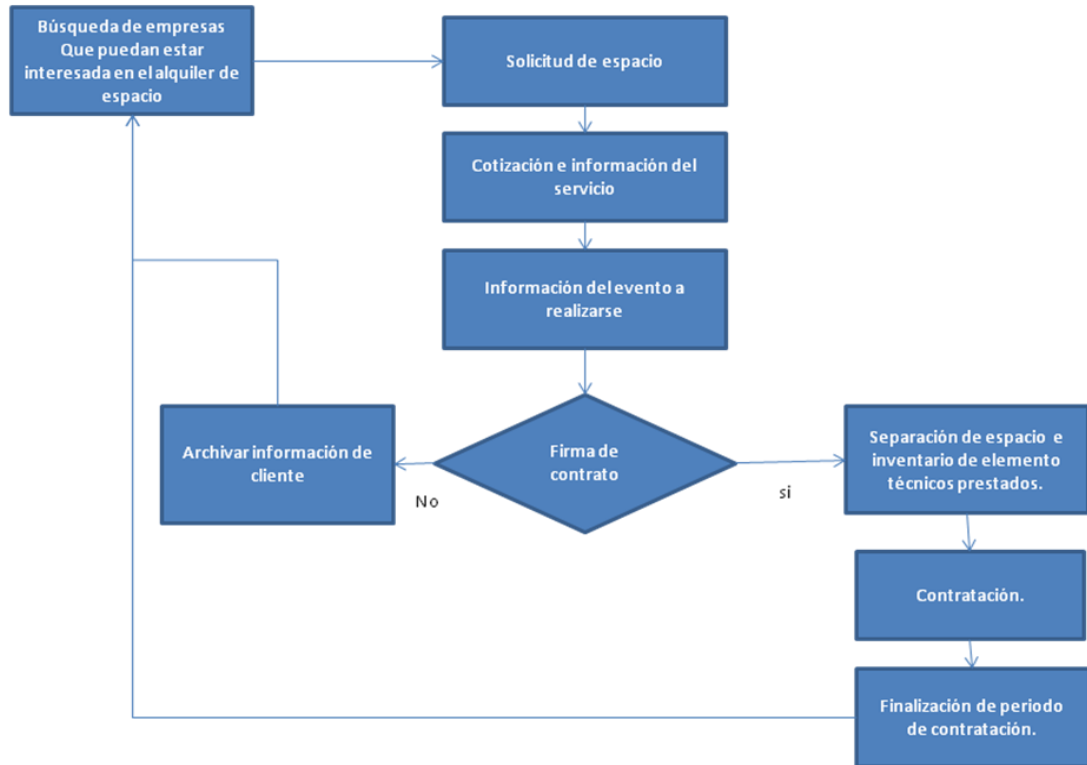 Búsqueda de empresas
Que puedan estar
interesada en el alquiler de
espacio
Solicitud de espacio
Cotización e información del
servicio
Información del evento a
realizarse
Firma de
contrato
Archivar información de
cliente
No
si
Separación de espacio e
inventario de elemento
técnicos prestados.
Contratación.
Finalización de periodo
de contratación.